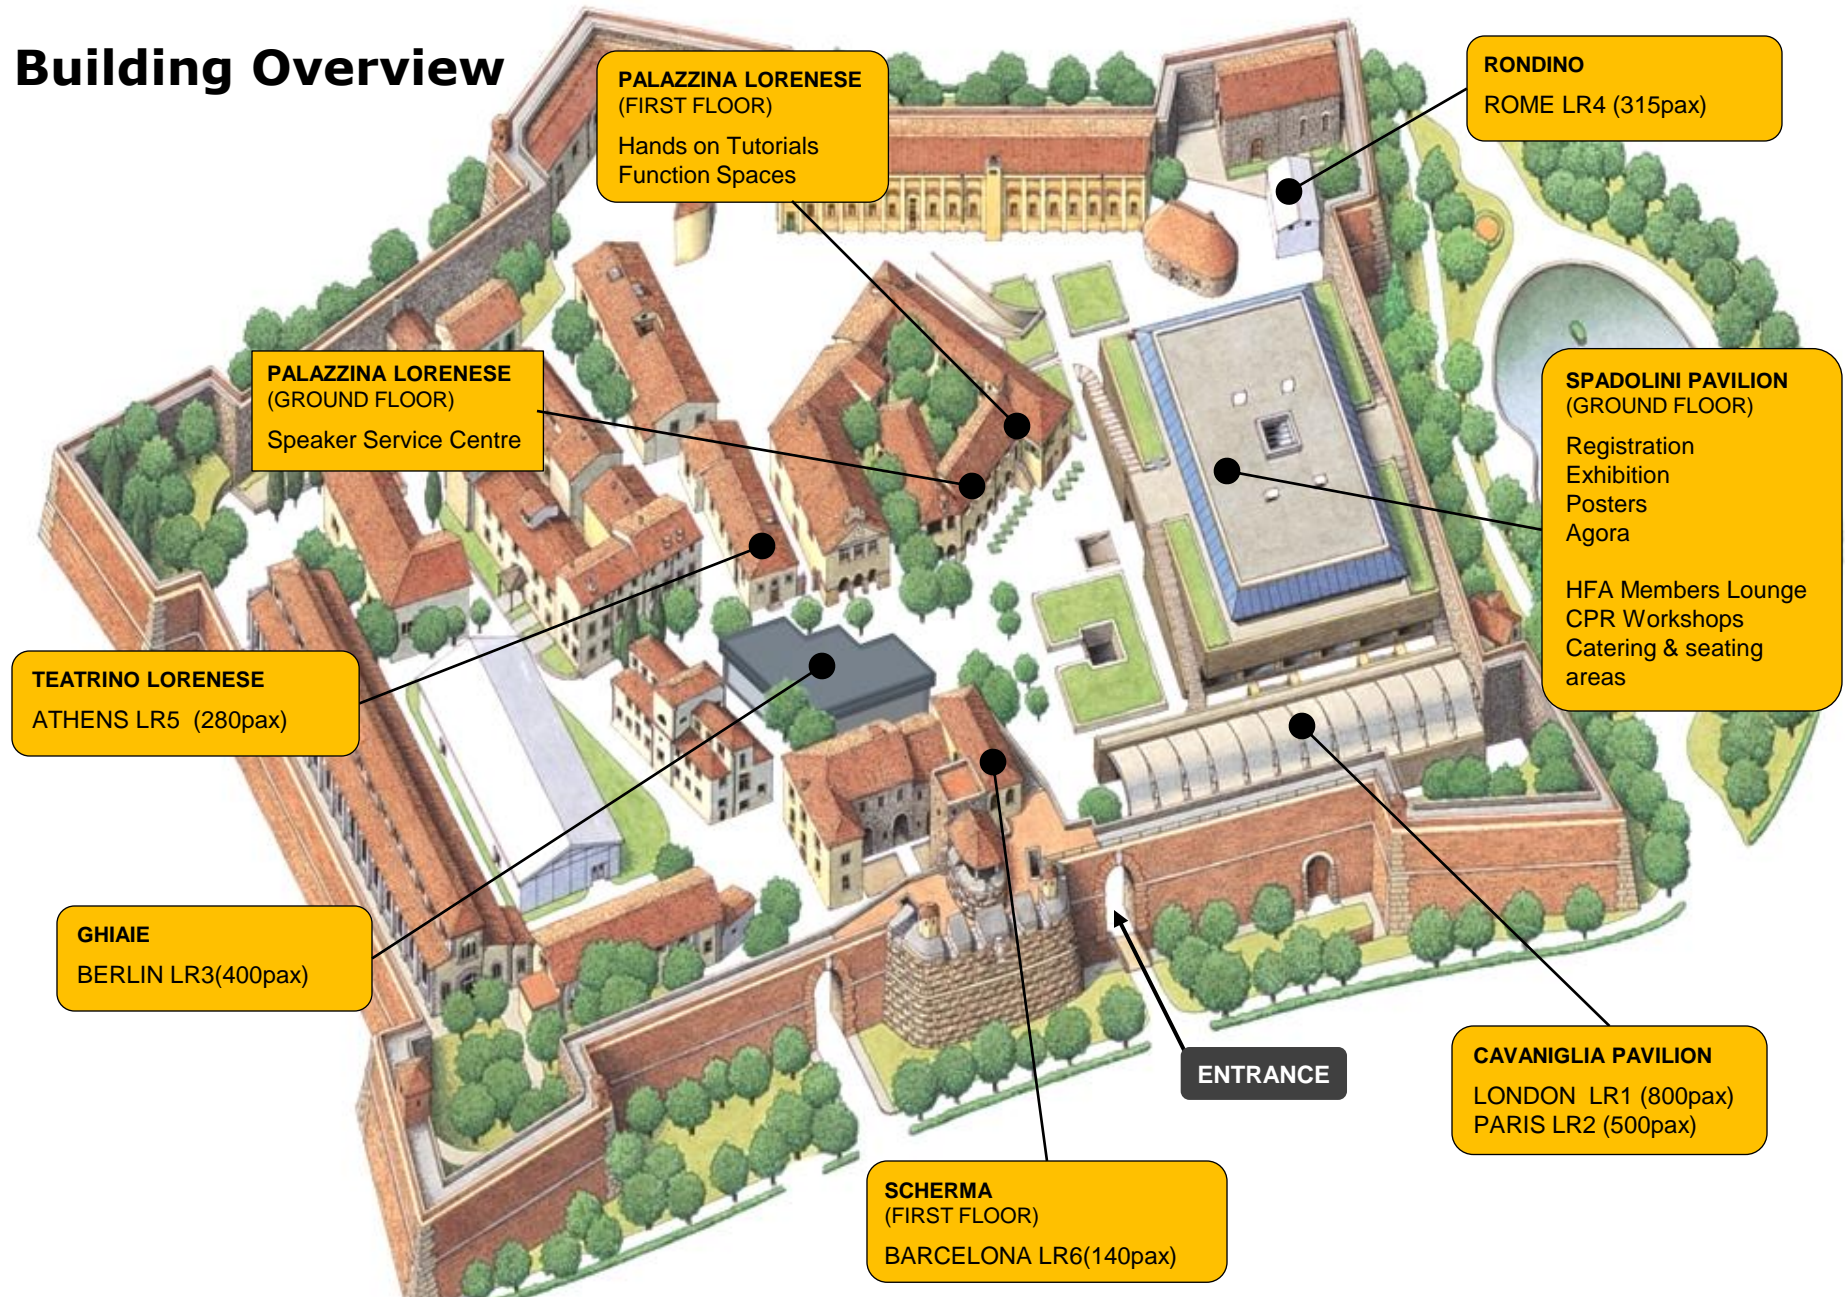 Building Overview
PALAZZINA LORENESE
(FIRST FLOOR)
Hands on Tutorials
Function Spaces
RONDINO
ROME LR4 (315pax)
PALAZZINA LORENESE
(GROUND FLOOR)
Speaker Service Centre
SPADOLINI PAVILION
(GROUND FLOOR)
Registration
Exhibition
Posters
Agora
HFA Members Lounge
CPR Workshops
Catering & seating
areas
TEATRINO LORENESE
ATHENS LR5 (280pax)
GHIAIE
BERLIN LR3(400pax)
ENTRANCE
CAVANIGLIA PAVILION
LONDON LR1 (800pax)
PARIS LR2 (500pax)
SCHERMA
(FIRST FLOOR)
BARCELONA LR6(140pax)